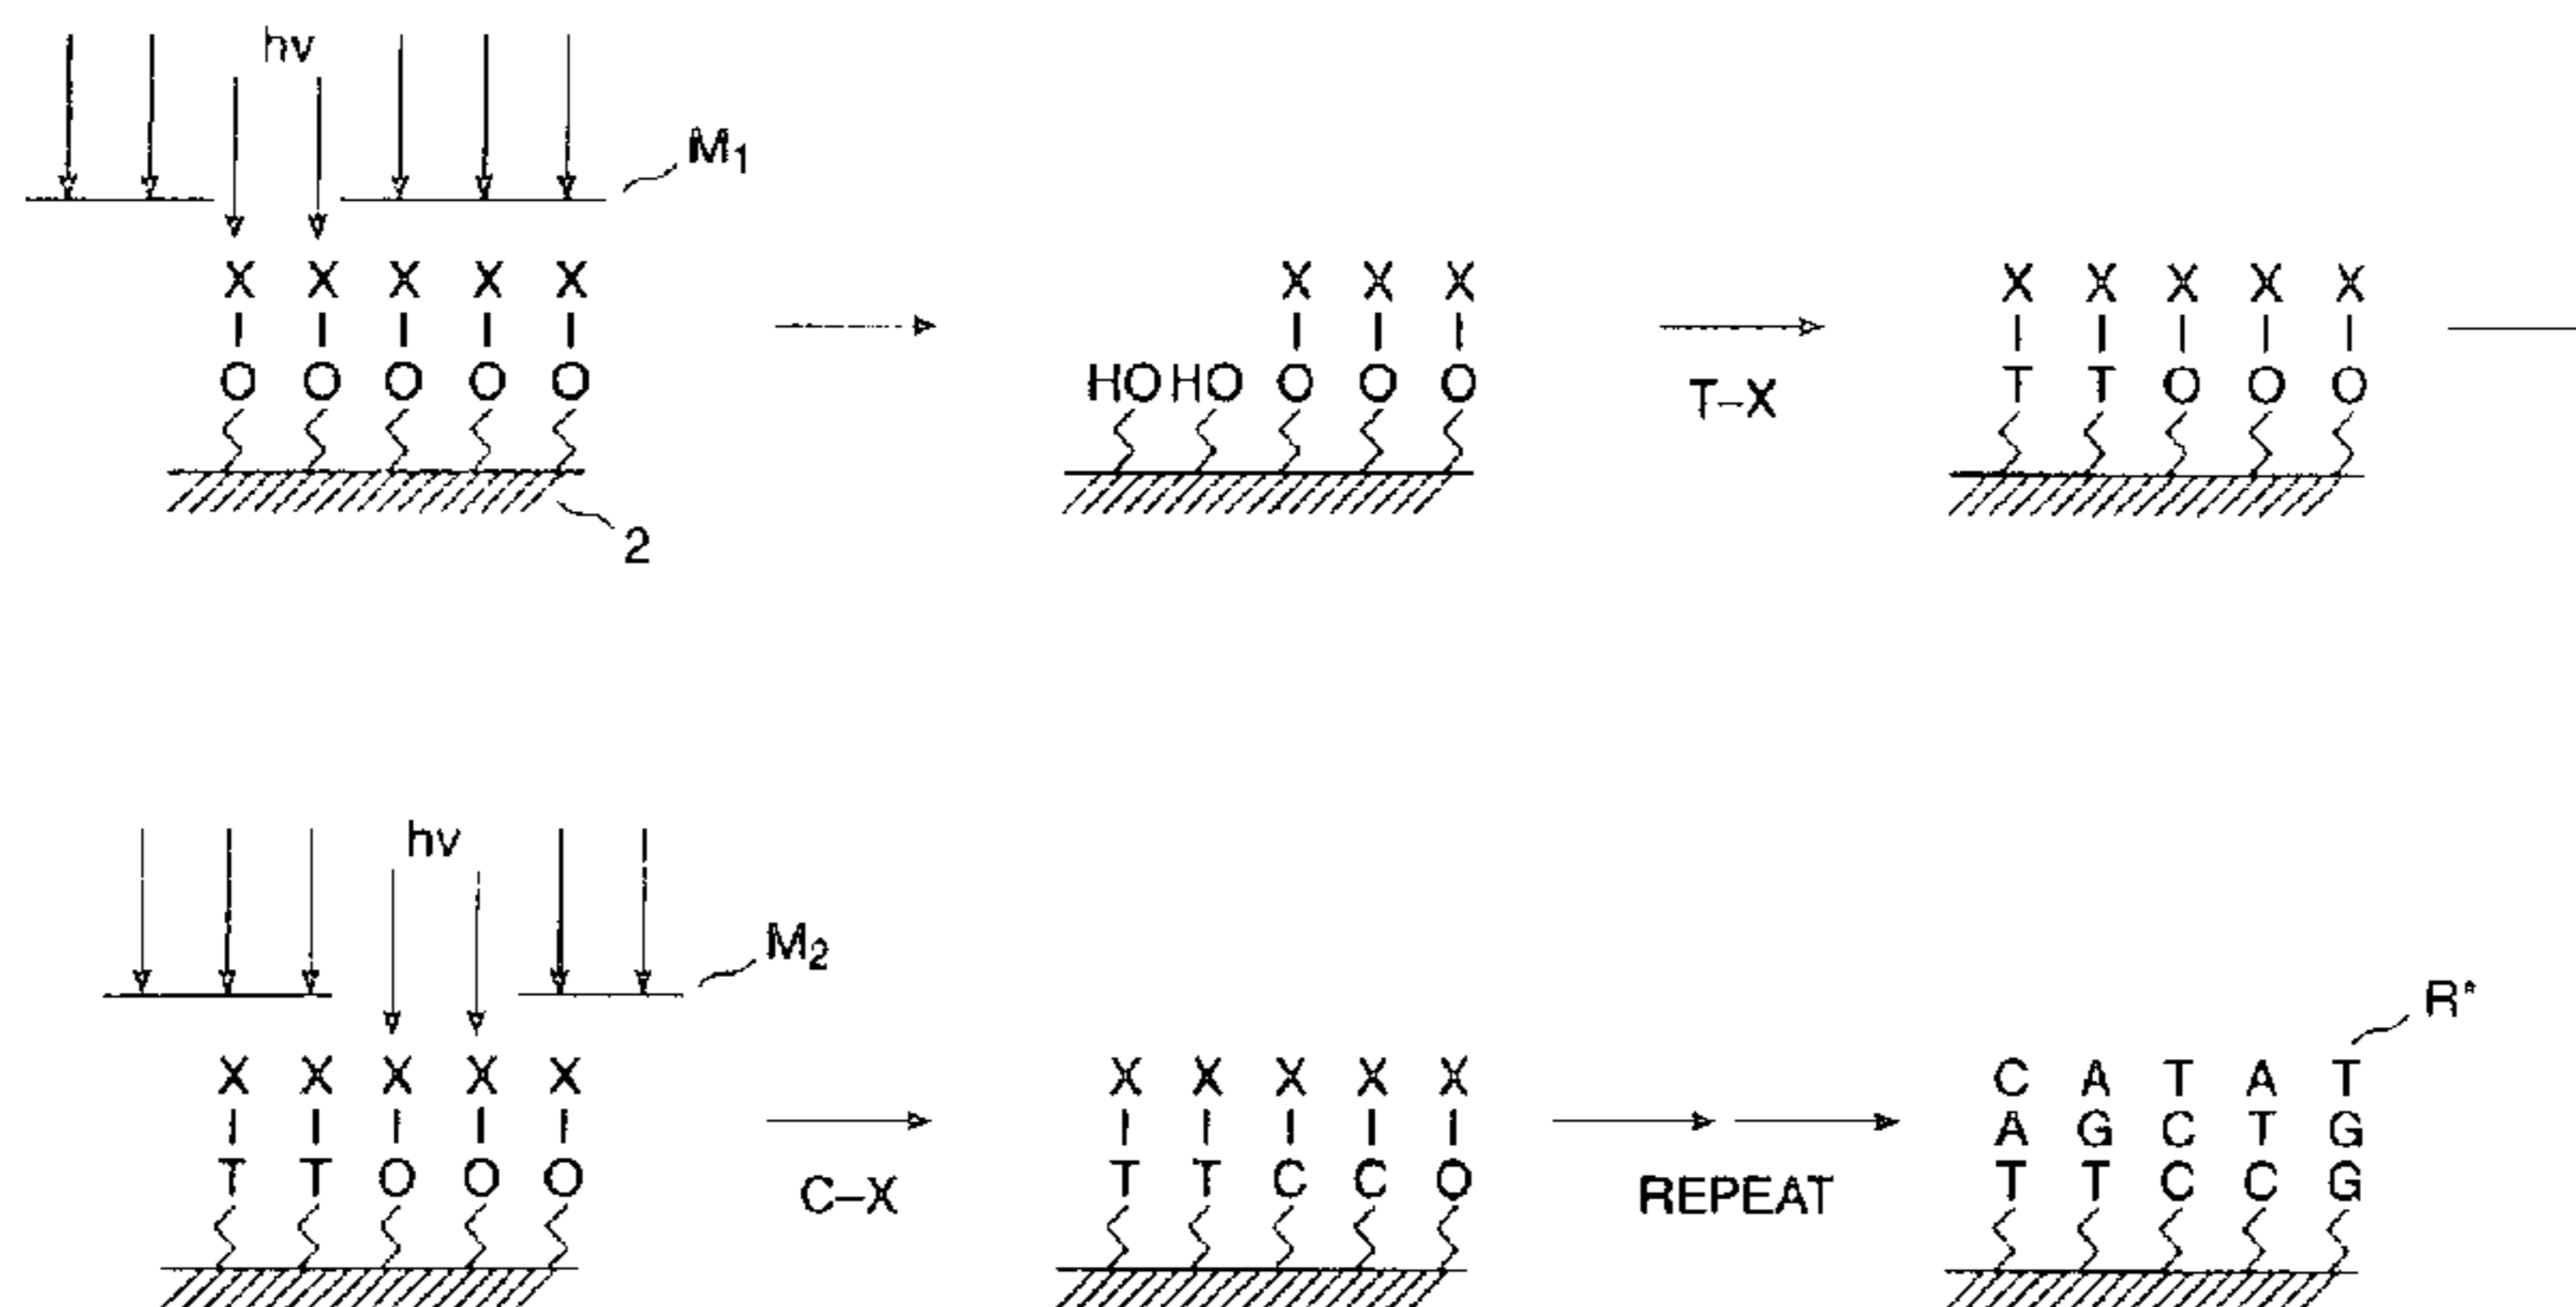 hν
M1
X X X X X X X X X X X X X
O O O O O HO HO O O O T T O O O
T–X
2
hν
M2
R*
X X X X X X X X X X C A T A T
A G C T G
T T O O O T T C C O T T C C G
C–X REPEAT